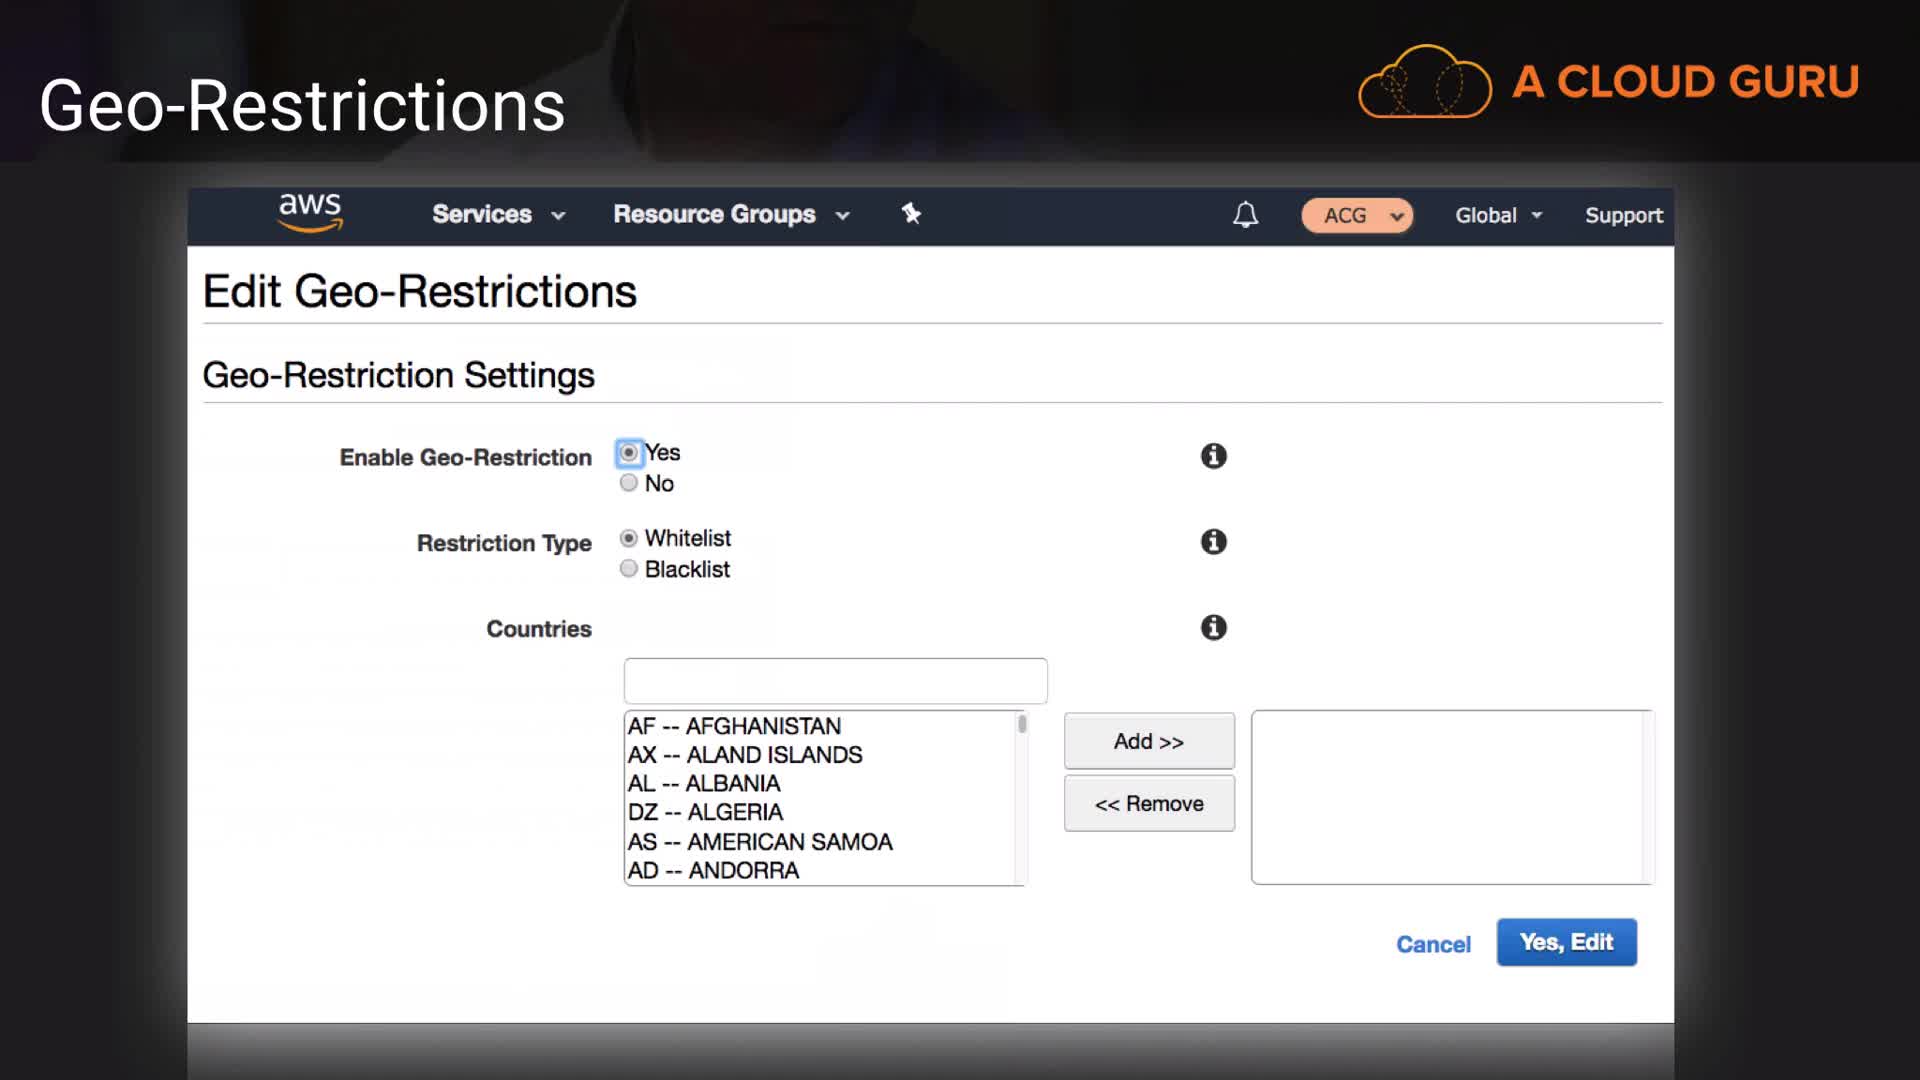 Geo-Restrictions
A CLOUD GURU
aws Services Resource Groups ACG Global Support
Edit Geo-Restrictions
Geo-Restriction Settings
Enable Geo-Restriction Yes
No
Restriction Type Whitelist
Blacklist
Countries
AF -- AFGHANISTAN
AX -- ALAND ISLANDS
AL -- ALBANIA
DZ -- ALGERIA
AS -- AMERICAN SAMOA
AD -- ANDORRA
Add >>
<< Remove
Cancel Yes, Edit